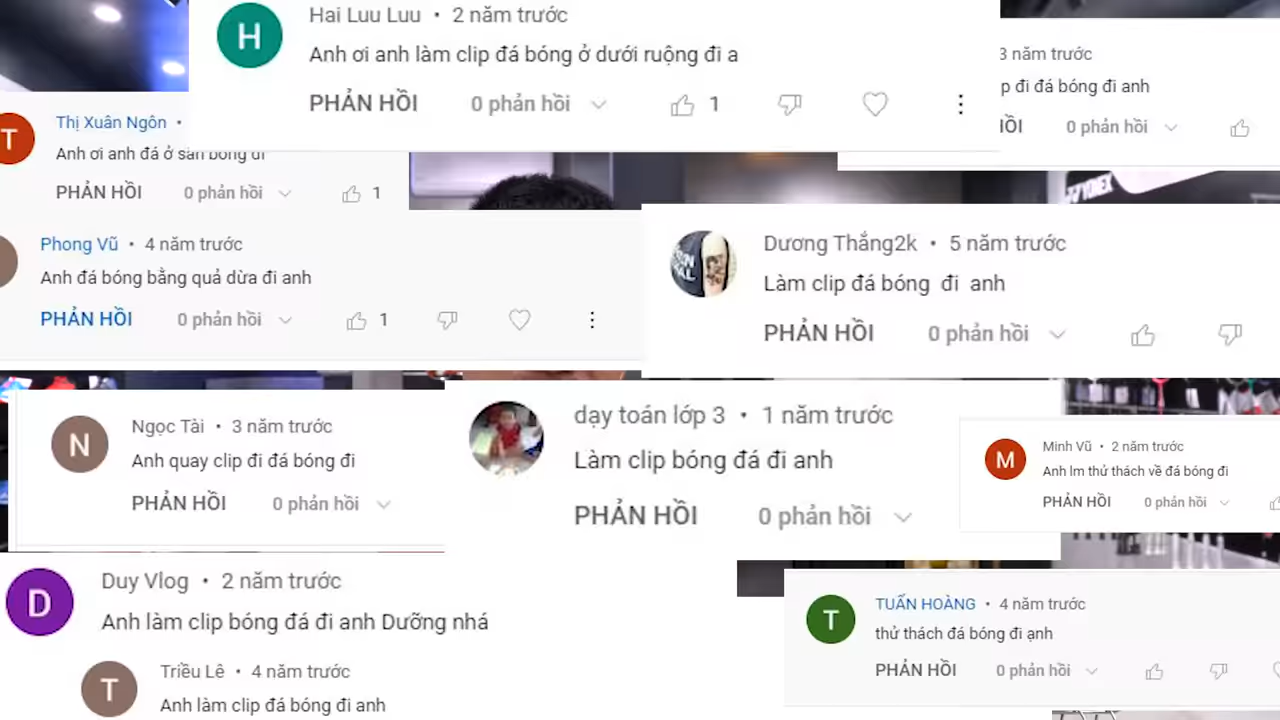 Hai Luu Luu • 2 năm trước
Anh ơi anh làm clip đá bóng ở dưới ruộng đi a
PHẢN HỒI 0 phản hồi 1
H
3 năm trước
p đi đá bóng đi anh
HỒI 0 phản hồi
Thị Xuân Ngôn •
T
Anh ơi anh đá ở sân bóng đi
PHẢN HỒI 0 phản hồi 1
YONEX
Phong Vũ • 4 năm trước
Anh đá bóng bằng quả dừa đi anh
PHẢN HỒI 0 phản hồi 1
Dương Thắng2k • 5 năm trước
Làm clip đá bóng đi anh
PHẢN HỒI 0 phản hồi
N
Ngọc Tài • 3 năm trước
Anh quay clip đi đá bóng đi
PHẢN HỒI 0 phản hồi
dạy toán lớp 3 • 1 năm trước
Làm clip bóng đá đi anh
PHẢN HỒI 0 phản hồi
M
Minh Vũ • 2 năm trước
Anh lm thử thách về đá bóng đi
PHẢN HỒI 0 phản hồi
D
Duy Vlog • 2 năm trước
Anh làm clip bóng đá đi anh Dưỡng nhá
T
Triều Lê • 4 năm trước
Anh làm clip đá bóng đi anh
T
TUẤN HOÀNG • 4 năm trước
thử thách đá bóng đi ạnh
PHẢN HỒI 0 phản hồi